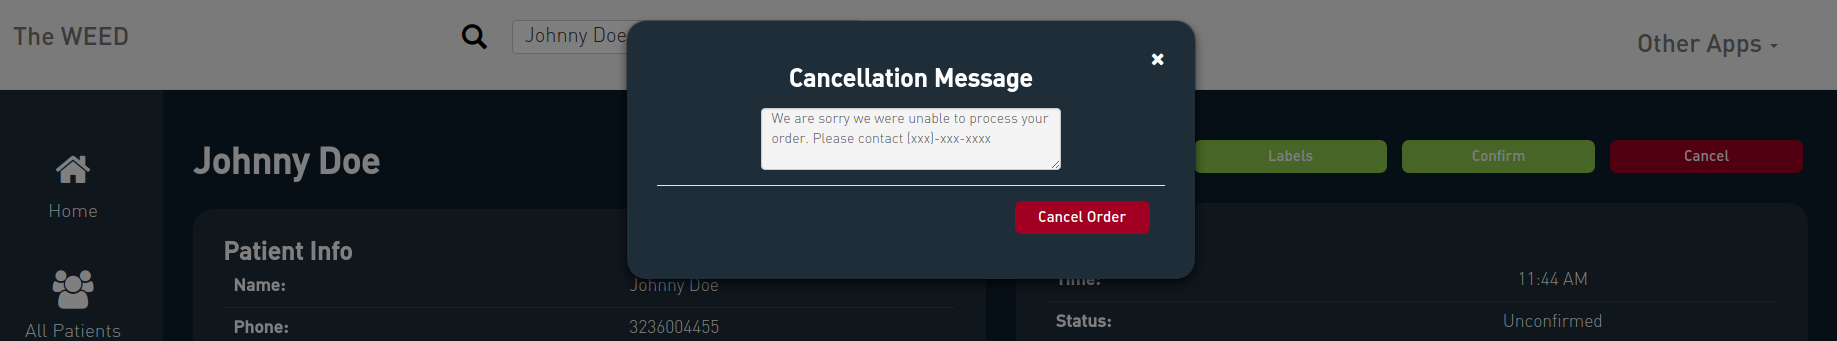 The WEED
Johnny Doe
Other Apps
Cancellation Message
We are sorry we were unable to process your
order. Please contact (xxx)-xxx-xxxx
Cancel Order
Home
All Patients
Johnny Doe
Labels
Confirm
Cancel
Patient Info
Name:
Johnny Doe
Phone:
3236004455
Time:
11:44 AM
Status:
Unconfirmed